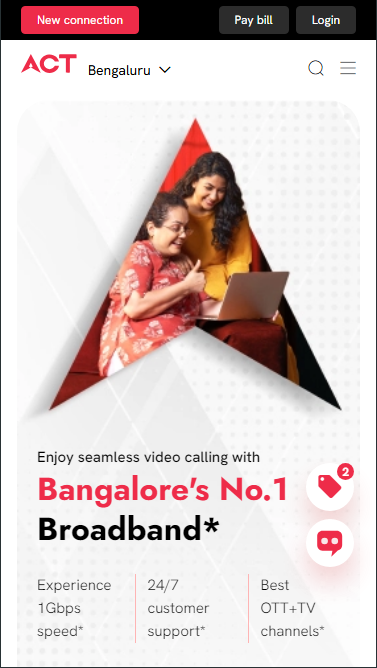 New connection
Pay bill
Login
ACT
Bengaluru
Enjoy seamless video calling with
2
Bangalore's No.1
Broadband*
Experience
1Gbps
speed*
24/7
customer
support*
Best
OTT+TV
channels*